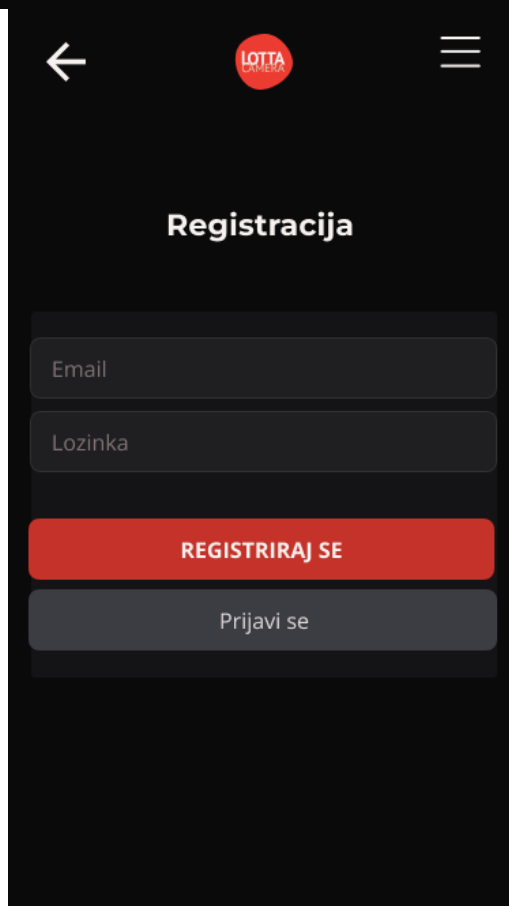 LOTTA
CAMERA
Registracija
Email
Lozinka
REGISTRIRAJ SE
Prijavi se